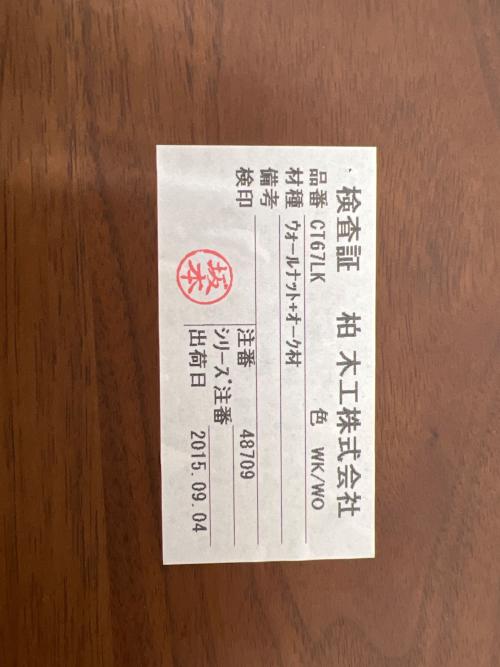 検査証 柏木工株式会社
品番 CT67LK 色 WK/WO
材種 ウォールナット+オーク材
備考
検印 注番 48709
シリーズ注番
出荷日 2015.09.04
坂本